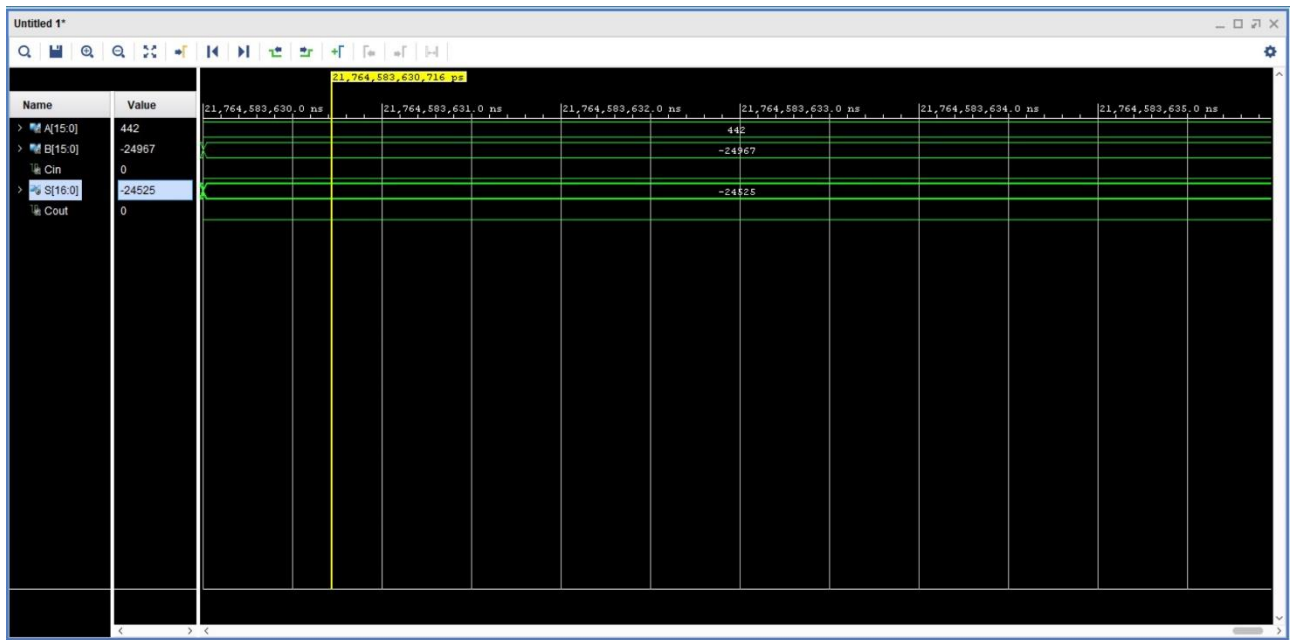 Untitled 1*
21,764,583,630,716 ps
Name Value 21,764,583,630.0 ns 21,764,583,631.0 ns 21,764,583,632.0 ns 21,764,583,633.0 ns 21,764,583,634.0 ns 21,764,583,635.0 ns
A[15:0] 442 442
B[15:0] -24967 -24967
Cin 0
S[16:0] -24525 -24525
Cout 0